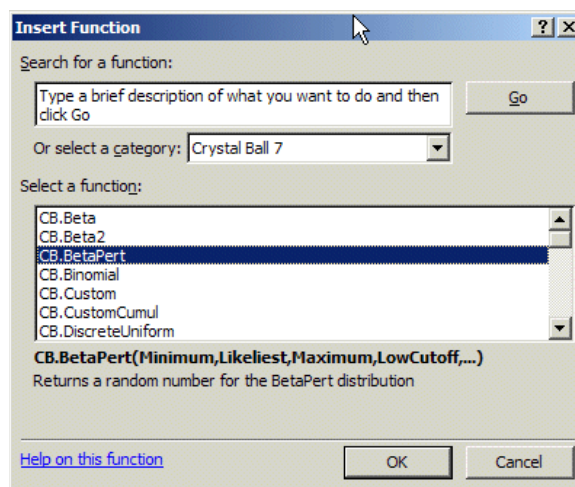 Insert Function
Search for a function:
Type a brief description of what you want to do and then
click Go
Go
Or select a category: Crystal Ball 7
Select a function:
CB.Beta
CB.Beta2
CB.BetaPert
CB.Binomial
CB.Custom
CB.CustomCumul
CB.DiscreteUniform
CB.BetaPert(Minimum,Likeliest,Maximum,LowCutoff,...)
Returns a random number for the BetaPert distribution
Help on this function
OK
Cancel